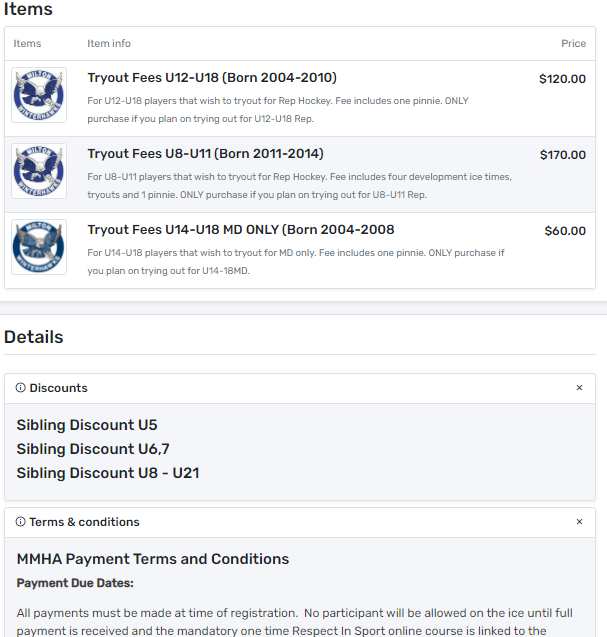 Items
Items Item info Price
MILTON
WINTERHAWKS
Tryout Fees U12-U18 (Born 2004-2010) $120.00
For U12-U18 players that wish to tryout for Rep Hockey. Fee includes one pinnie. ONLY
purchase if you plan on trying out for U12-U18 Rep.
MILTON
WINTERHAWKS
Tryout Fees U8-U11 (Born 2011-2014) $170.00
For U8-U11 players that wish to tryout for Rep Hockey. Fee includes four development ice times,
tryouts and 1 pinnie. ONLY purchase if you plan on trying out for U8-U11 Rep.
MILTON
WINTERHAWKS
Tryout Fees U14-U18 MD ONLY (Born 2004-2008 $60.00
For U14-U18 players that wish to tryout for MD only. Fee includes one pinnie. ONLY purchase if
you plan on trying out for U14-18MD.
Details
Discounts
Sibling Discount U5
Sibling Discount U6,7
Sibling Discount U8 - U21
Terms & conditions
MMHA Payment Terms and Conditions
Payment Due Dates:
All payments must be made at time of registration. No participant will be allowed on the ice until full
payment is received and the mandatory one time Respect In Sport online course is linked to the